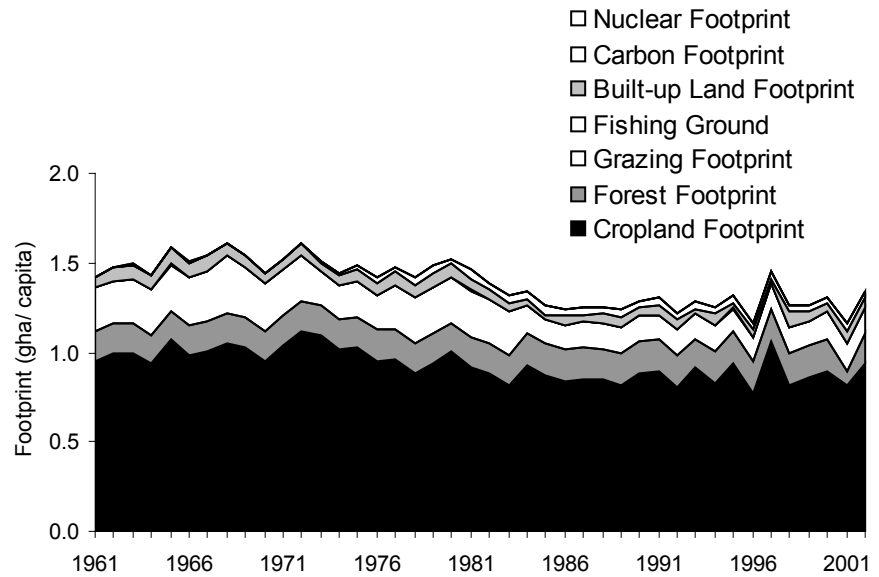 Nuclear Footprint
Carbon Footprint
Built-up Land Footprint
Fishing Ground
Grazing Footprint
Forest Footprint
Cropland Footprint
2.0
1.5
1.0
0.5
0.0
Footprint (gha/ capita)
1961 1966 1971 1976 1981 1986 1991 1996 2001